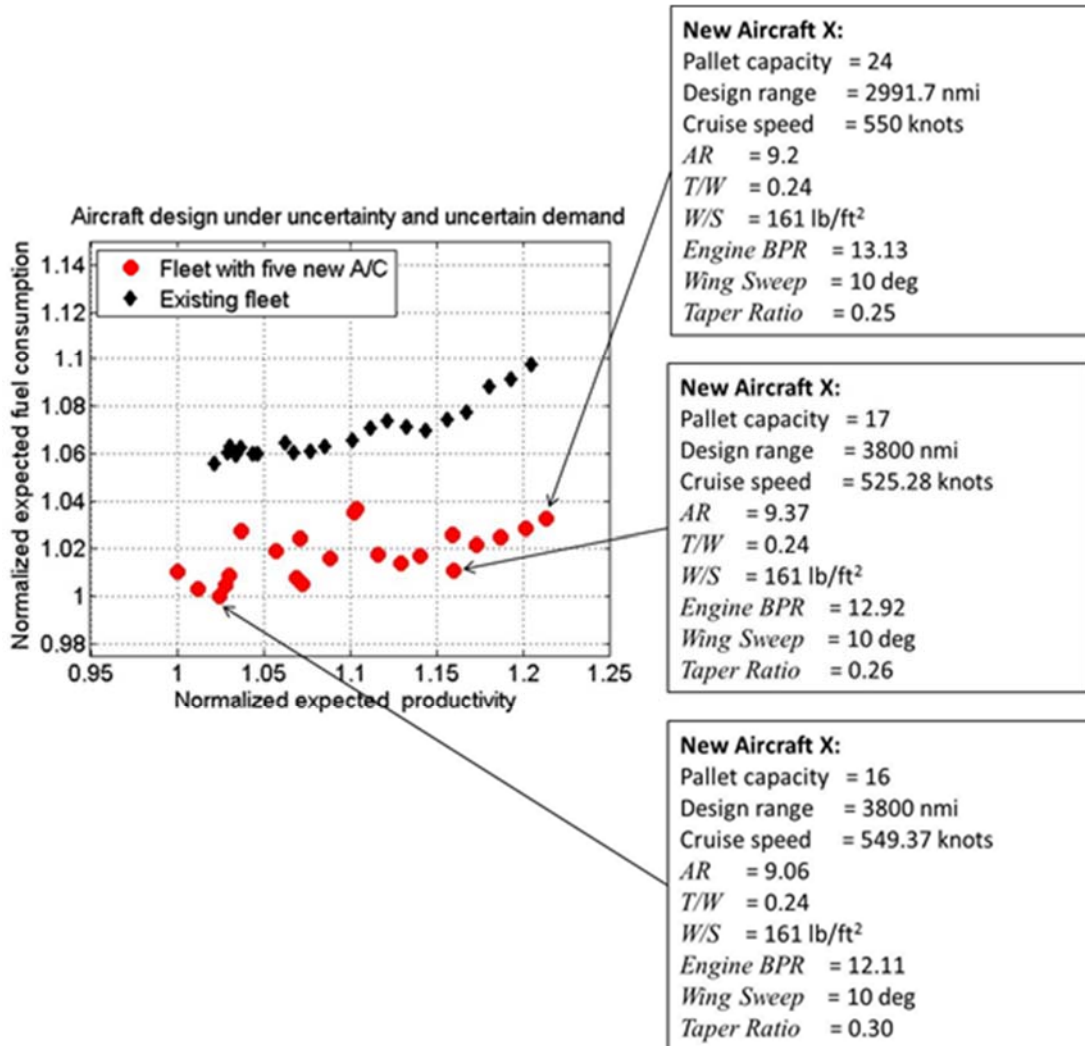 Aircraft design under uncertainty and uncertain demand
Normalized expected fuel consumption
1.14
1.12
1.1
1.08
1.06
1.04
1.02
1
0.98
Fleet with five new A/C
Existing fleet
0.95 1 1.05 1.1 1.15 1.2 1.25
Normalized expected productivity
New Aircraft X:
Pallet capacity = 24
Design range = 2991.7 nmi
Cruise speed = 550 knots
AR = 9.2
T/W = 0.24
W/S = 161 lb/ft²
Engine BPR = 13.13
Wing Sweep = 10 deg
Taper Ratio = 0.25
New Aircraft X:
Pallet capacity = 17
Design range = 3800 nmi
Cruise speed = 525.28 knots
AR = 9.37
T/W = 0.24
W/S = 161 lb/ft²
Engine BPR = 12.92
Wing Sweep = 10 deg
Taper Ratio = 0.26
New Aircraft X:
Pallet capacity = 16
Design range = 3800 nmi
Cruise speed = 549.37 knots
AR = 9.06
T/W = 0.24
W/S = 161 lb/ft²
Engine BPR = 12.11
Wing Sweep = 10 deg
Taper Ratio = 0.30